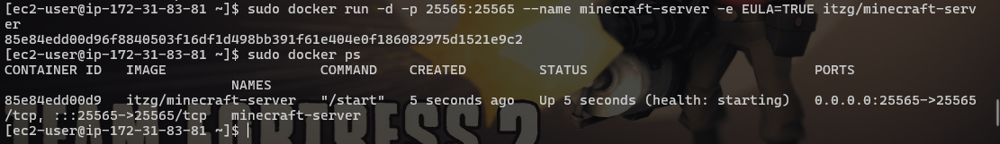 [ec2-user@ip-172-31-83-81 ~]$ sudo docker run -d -p 25565:25565 --name minecraft-server -e EULA=TRUE itzg/minecraft-serv
er
85e84edd00d96f8840503f16df1d498bb391f61e404e0f186082975d1521e9c2
[ec2-user@ip-172-31-83-81 ~]$ sudo docker ps
CONTAINER ID   IMAGE                   COMMAND    CREATED         STATUS                            PORTS
                              NAMES
85e84edd00d9   itzg/minecraft-server   "/start"   5 seconds ago   Up 5 seconds (health: starting)   0.0.0.0:25565->25565
/tcp, :::25565->25565/tcp   minecraft-server
[ec2-user@ip-172-31-83-81 ~]$
TEAM FORTRESS 2